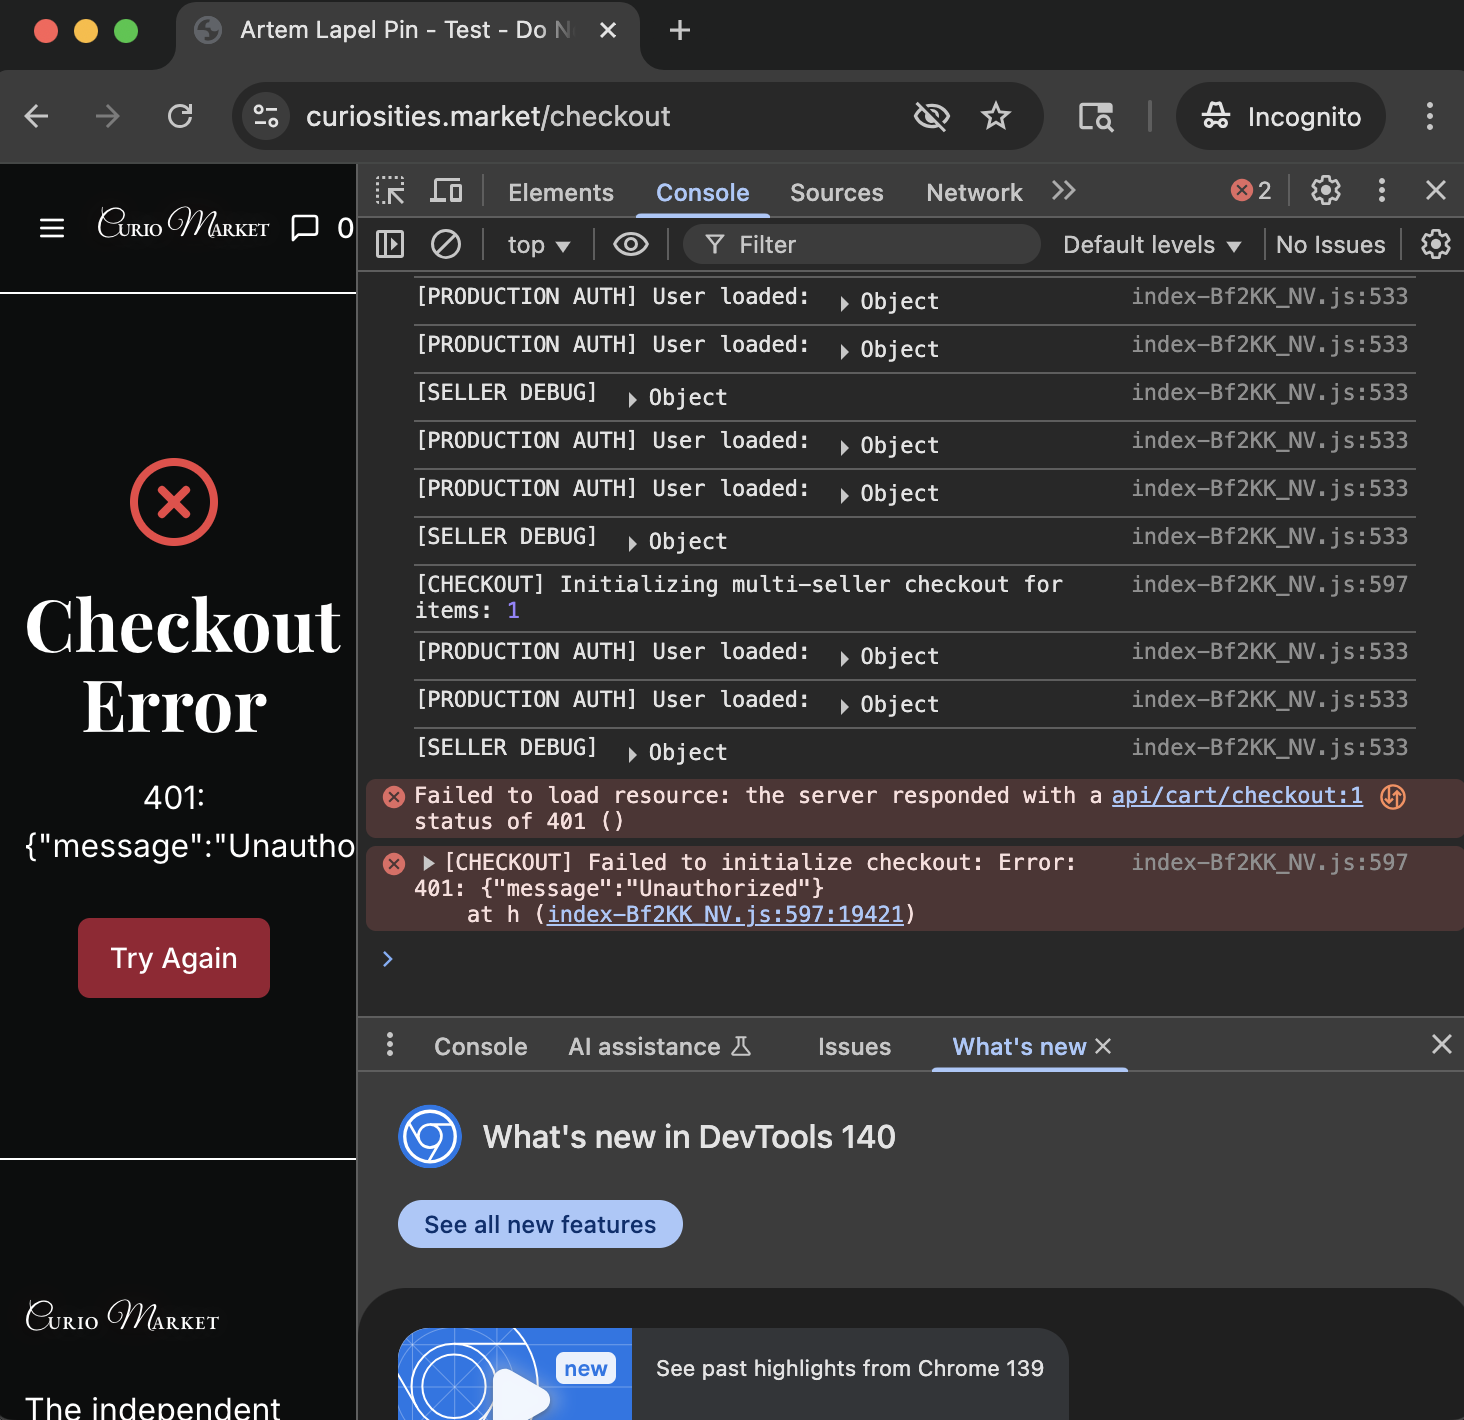 Artem Lapel Pin - Test - Do N
curiosities.market/checkout
Incognito
CURIO MARKET
0
Checkout
Error
401:
{"message":"Unautho
Try Again
CURIO MARKET
The independent
Elements
Console
Sources
Network
2
top
Filter
Default levels
No Issues
[PRODUCTION AUTH] User loaded: Object index-Bf2KK_NV.js:533
[PRODUCTION AUTH] User loaded: Object index-Bf2KK_NV.js:533
[SELLER DEBUG] Object index-Bf2KK_NV.js:533
[PRODUCTION AUTH] User loaded: Object index-Bf2KK_NV.js:533
[PRODUCTION AUTH] User loaded: Object index-Bf2KK_NV.js:533
[SELLER DEBUG] Object index-Bf2KK_NV.js:533
[CHECKOUT] Initializing multi-seller checkout for index-Bf2KK_NV.js:597
items: 1
[PRODUCTION AUTH] User loaded: Object index-Bf2KK_NV.js:533
[PRODUCTION AUTH] User loaded: Object index-Bf2KK_NV.js:533
[SELLER DEBUG] Object index-Bf2KK_NV.js:533
Failed to load resource: the server responded with a api/cart/checkout:1
status of 401 ()
[CHECKOUT] Failed to initialize checkout: Error: index-Bf2KK_NV.js:597
401: {"message":"Unauthorized"}
at h (index-Bf2KK_NV.js:597:19421)
Console
AI assistance
Issues
What's new
What's new in DevTools 140
See all new features
new
See past highlights from Chrome 139